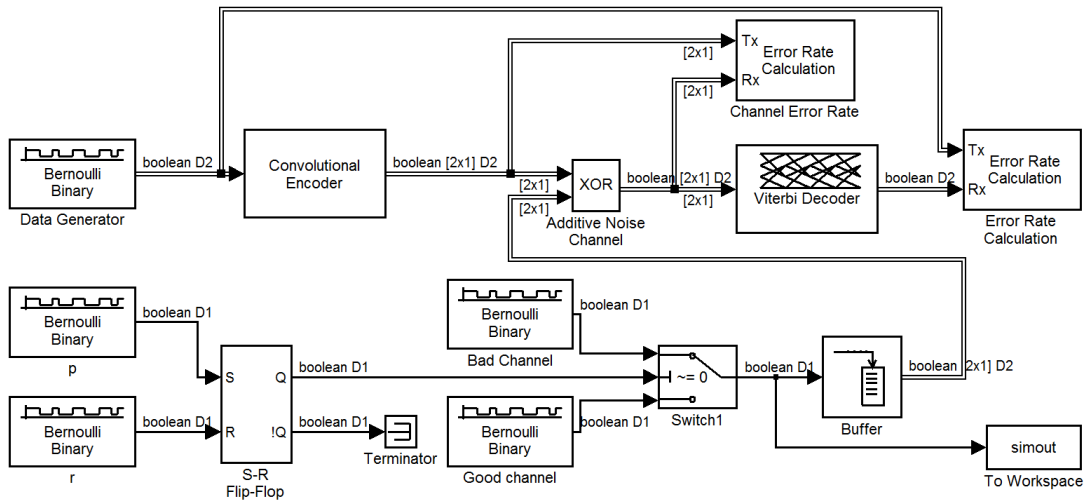 Tx
Rx
Error Rate
Calculation
[2x1]
[2x1]
Channel Error Rate
Bernoulli
Binary
Data Generator
boolean D2
Convolutional
Encoder
boolean [2x1] D2
[2x1]
[2x1]
XOR
Additive Noise
Channel
boolean [2x1] D2
[2x1]
Viterbi Decoder
boolean D2
Tx
Rx
Error Rate
Calculation
Error Rate
Calculation
Bernoulli
Binary
p
boolean D1
Bernoulli
Binary
r
boolean D1
S
R
Q
!Q
S-R
Flip-Flop
boolean D1
boolean D1
Terminator
Bernoulli
Binary
Bad Channel
boolean D1
Bernoulli
Binary
Good channel
boolean D1
~= 0
Switch1
boolean D1
Buffer
boolean [2x1] D2
simout
To Workspace